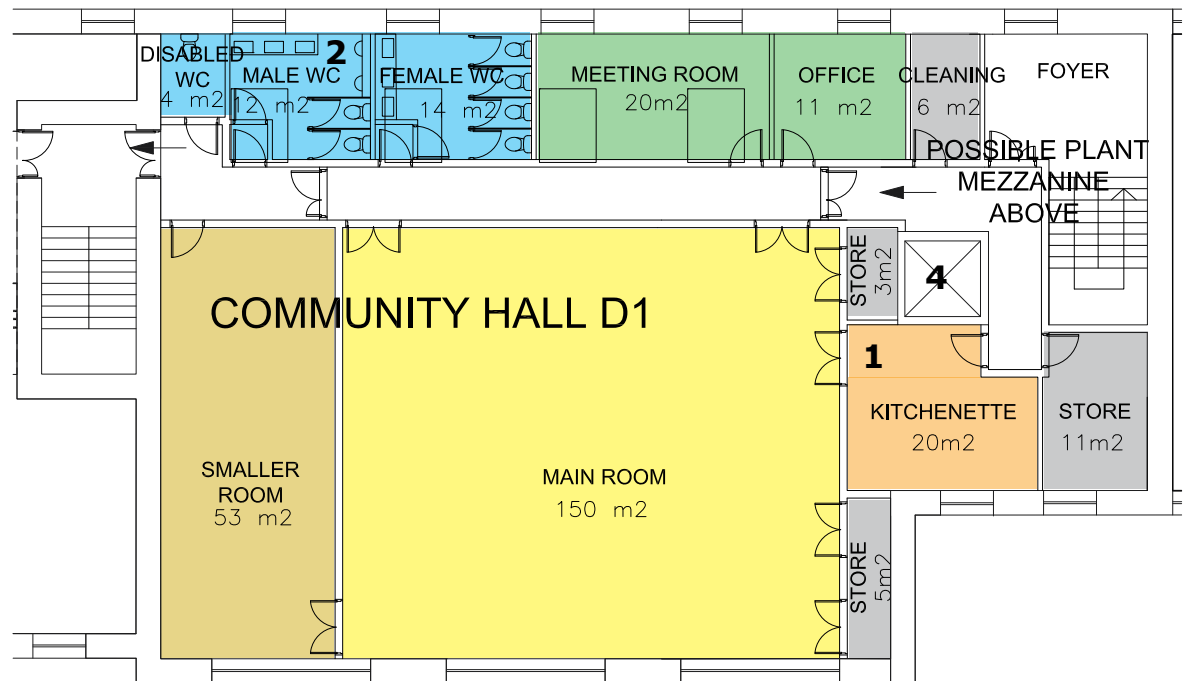 DISABLED
WC
4 m2
2
MALE WC
12 m2
FEMALE WC
14 m2
MEETING ROOM
20m2
OFFICE
11 m2
CLEANING
6 m2
FOYER
POSSIBLE PLANT
MEZZANINE
ABOVE
STORE
3m2
4
COMMUNITY HALL D1
1
KITCHENETTE
20m2
STORE
11m2
SMALLER
ROOM
53 m2
MAIN ROOM
150 m2
STORE
5m2